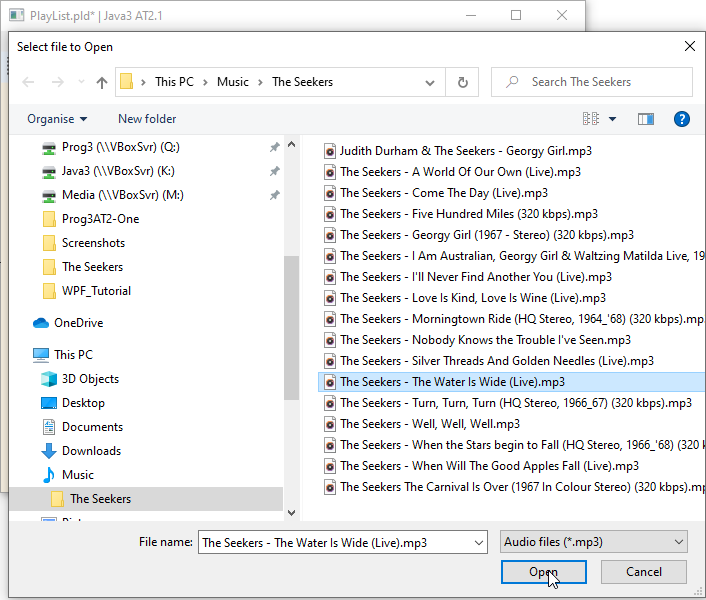 PlayList.pld* | Java3 AT2.1
Select file to Open
This PC > Music > The Seekers
Search The Seekers
Organise
New folder
?
Prog3 (\\VBoxSvr) (Q:)
Java3 (\\VBoxSvr) (K:)
Media (\\VBoxSvr) (M:)
Prog3AT2-One
Screenshots
The Seekers
WPF_Tutorial
OneDrive
This PC
3D Objects
Desktop
Documents
Downloads
Music
The Seekers
Judith Durham & The Seekers - Georgy Girl.mp3
The Seekers - A World Of Our Own (Live).mp3
The Seekers - Come The Day (Live).mp3
The Seekers - Five Hundred Miles (320 kbps).mp3
The Seekers - Georgy Girl (1967 - Stereo) (320 kbps).mp3
The Seekers - I Am Australian, Georgy Girl & Waltzing Matilda Live, 19
The Seekers - I'll Never Find Another You (Live).mp3
The Seekers - Love Is Kind, Love Is Wine (Live).mp3
The Seekers - Morningtown Ride (HQ Stereo, 1964_'68) (320 kbps).mp
The Seekers - Nobody Knows the Trouble I've Seen.mp3
The Seekers - Silver Threads And Golden Needles (Live).mp3
The Seekers - The Water Is Wide (Live).mp3
The Seekers - Turn, Turn, Turn (HQ Stereo, 1966_67) (320 kbps).mp3
The Seekers - Well, Well, Well.mp3
The Seekers - When the Stars begin to Fall (HQ Stereo, 1966_'68) (320 k
The Seekers - When Will The Good Apples Fall (Live).mp3
The Seekers The Carnival Is Over (1967 In Colour Stereo) (320 kbps).mp
File name:
The Seekers - The Water Is Wide (Live).mp3
Audio files (*.mp3)
Open
Cancel